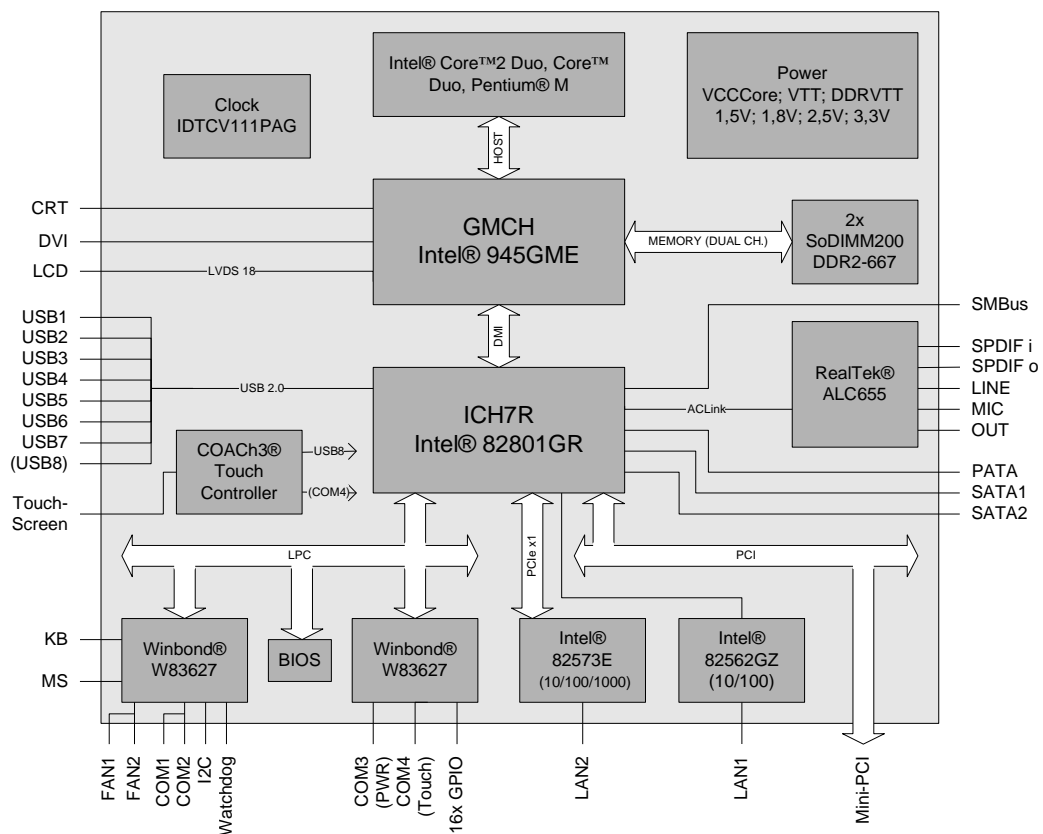 Intel® Core™2 Duo, Core™
Duo, Pentium® M
Power
VCCCore; VTT; DDRVTT
1,5V; 1,8V; 2,5V; 3,3V
Clock
IDTCV111PAG
HOST
CRT
DVI
LCD
LVDS 18
GMCH
Intel® 945GME
MEMORY (DUAL CH.)
2x
SoDIMM200
DDR2-667
DMI
USB1
USB2
USB3
USB4
USB5
USB6
USB7
(USB8)
USB 2.0
ICH7R
Intel® 82801GR
ACLink
RealTek®
ALC655
SMBus
SPDIF i
SPDIF o
LINE
MIC
OUT
PATA
SATA1
SATA2
COACh3®
Touch
Controller
USB8
(COM4)
Touch-
Screen
LPC
PCIe x1
PCI
KB
MS
Winbond®
W83627
BIOS
Winbond®
W83627
Intel®
82573E
(10/100/1000)
Intel®
82562GZ
(10/100)
FAN1
FAN2
COM1
COM2
I2C
Watchdog
COM3
(PWR)
COM4
(Touch)
16x GPIO
LAN2
LAN1
Mini-PCI